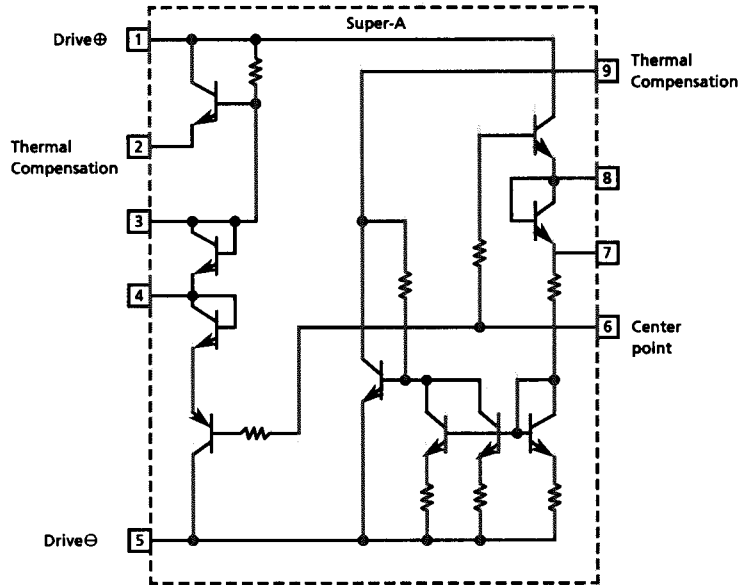 Super-A
Drive⊕ 1
9 Thermal
Compensation
2
Thermal
Compensation
8
3
7
4
6 Center
point
Drive⊖ 5